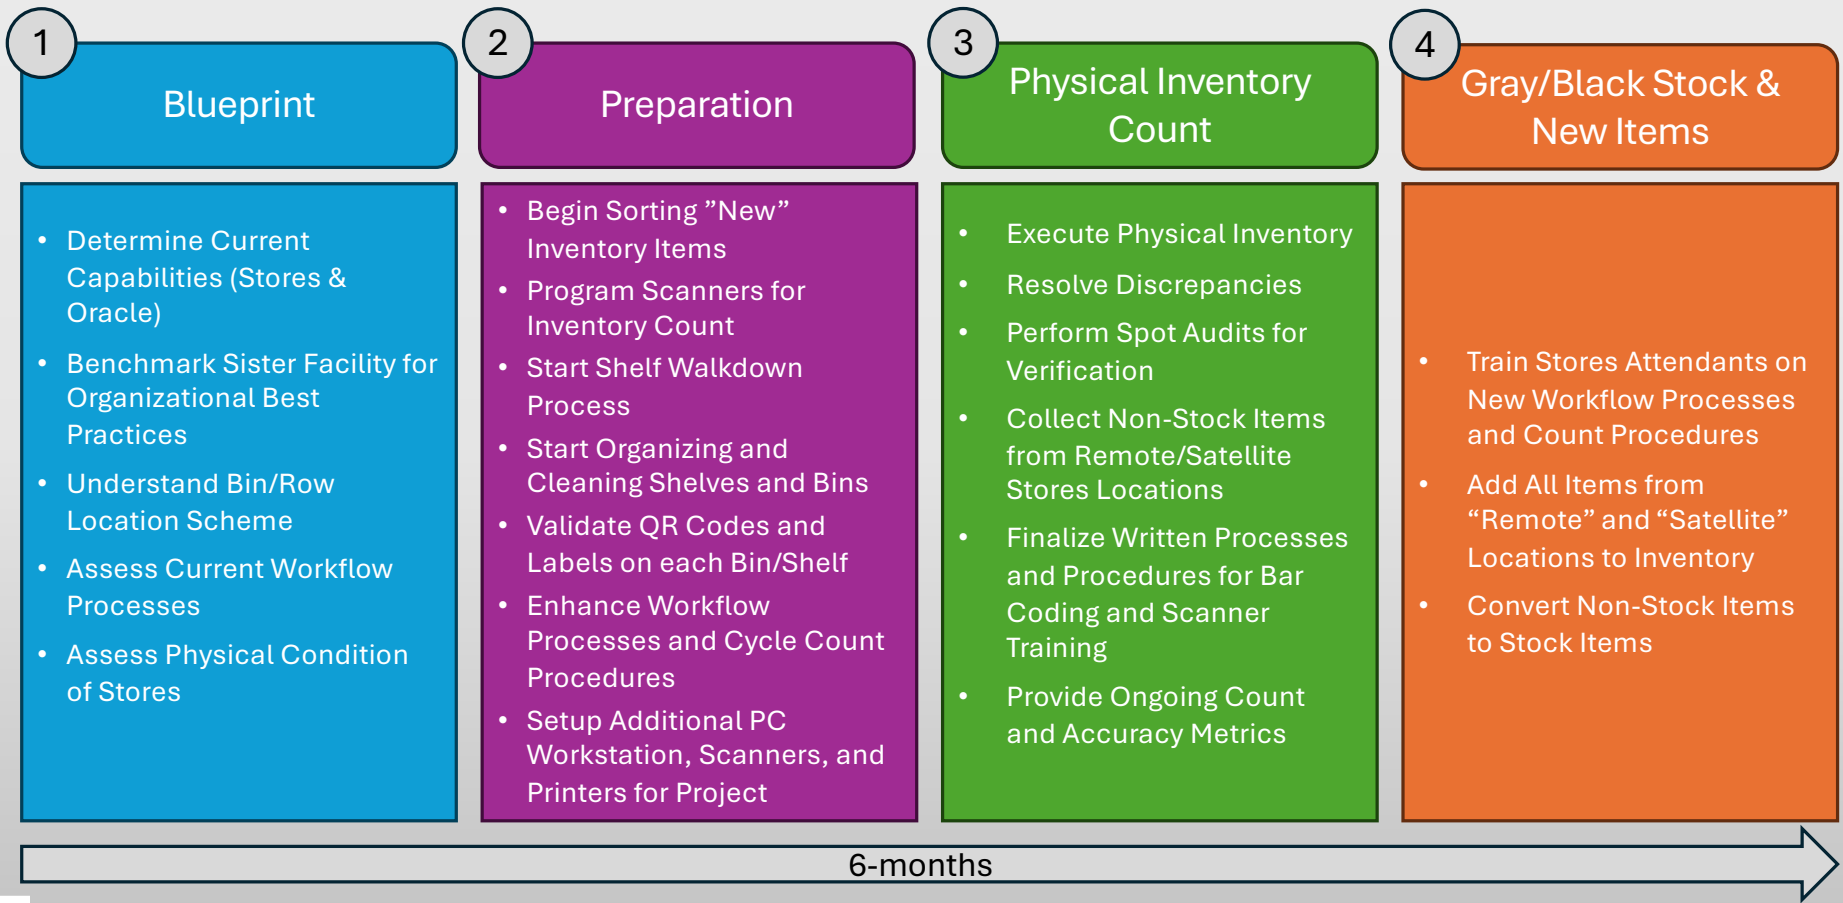 1
Blueprint
• Determine Current
Capabilities (Stores &
Oracle)
• Benchmark Sister Facility for
Organizational Best
Practices
• Understand Bin/Row
Location Scheme
• Assess Current Workflow
Processes
• Assess Physical Condition
of Stores
2
Preparation
• Begin Sorting ”New”
Inventory Items
• Program Scanners for
Inventory Count
• Start Shelf Walkdown
Process
• Start Organizing and
Cleaning Shelves and Bins
• Validate QR Codes and
Labels on each Bin/Shelf
• Enhance Workflow
Processes and Cycle Count
Procedures
• Setup Additional PC
Workstation, Scanners, and
Printers for Project
3
Physical Inventory
Count
• Execute Physical Inventory
• Resolve Discrepancies
• Perform Spot Audits for
Verification
• Collect Non-Stock Items
from Remote/Satellite
Stores Locations
• Finalize Written Processes
and Procedures for Bar
Coding and Scanner
Training
• Provide Ongoing Count
and Accuracy Metrics
4
Gray/Black Stock &
New Items
• Train Stores Attendants on
New Workflow Processes
and Count Procedures
• Add All Items from
“Remote” and “Satellite”
Locations to Inventory
• Convert Non-Stock Items
to Stock Items
6-months